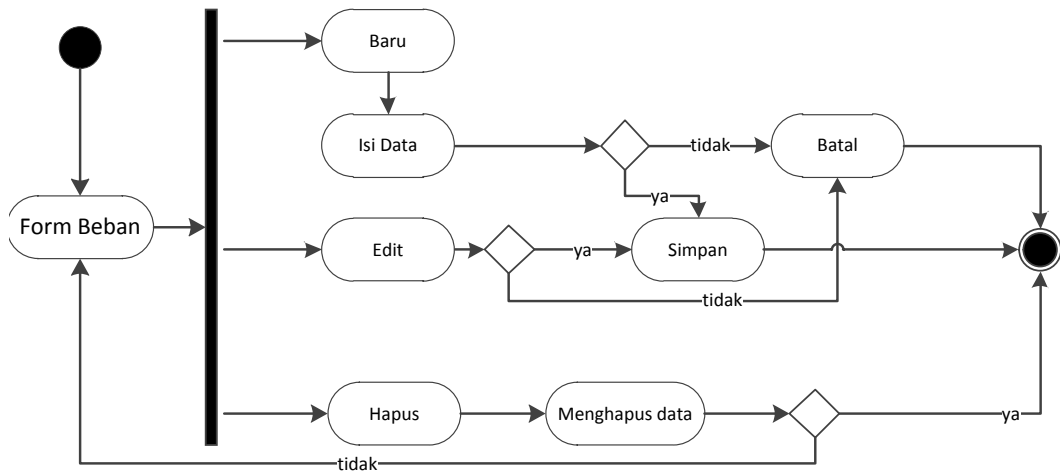 Baru
Isi Data
tidak
Batal
ya
Form Beban
Edit
ya
Simpan
tidak
Hapus
Menghapus data
ya
tidak